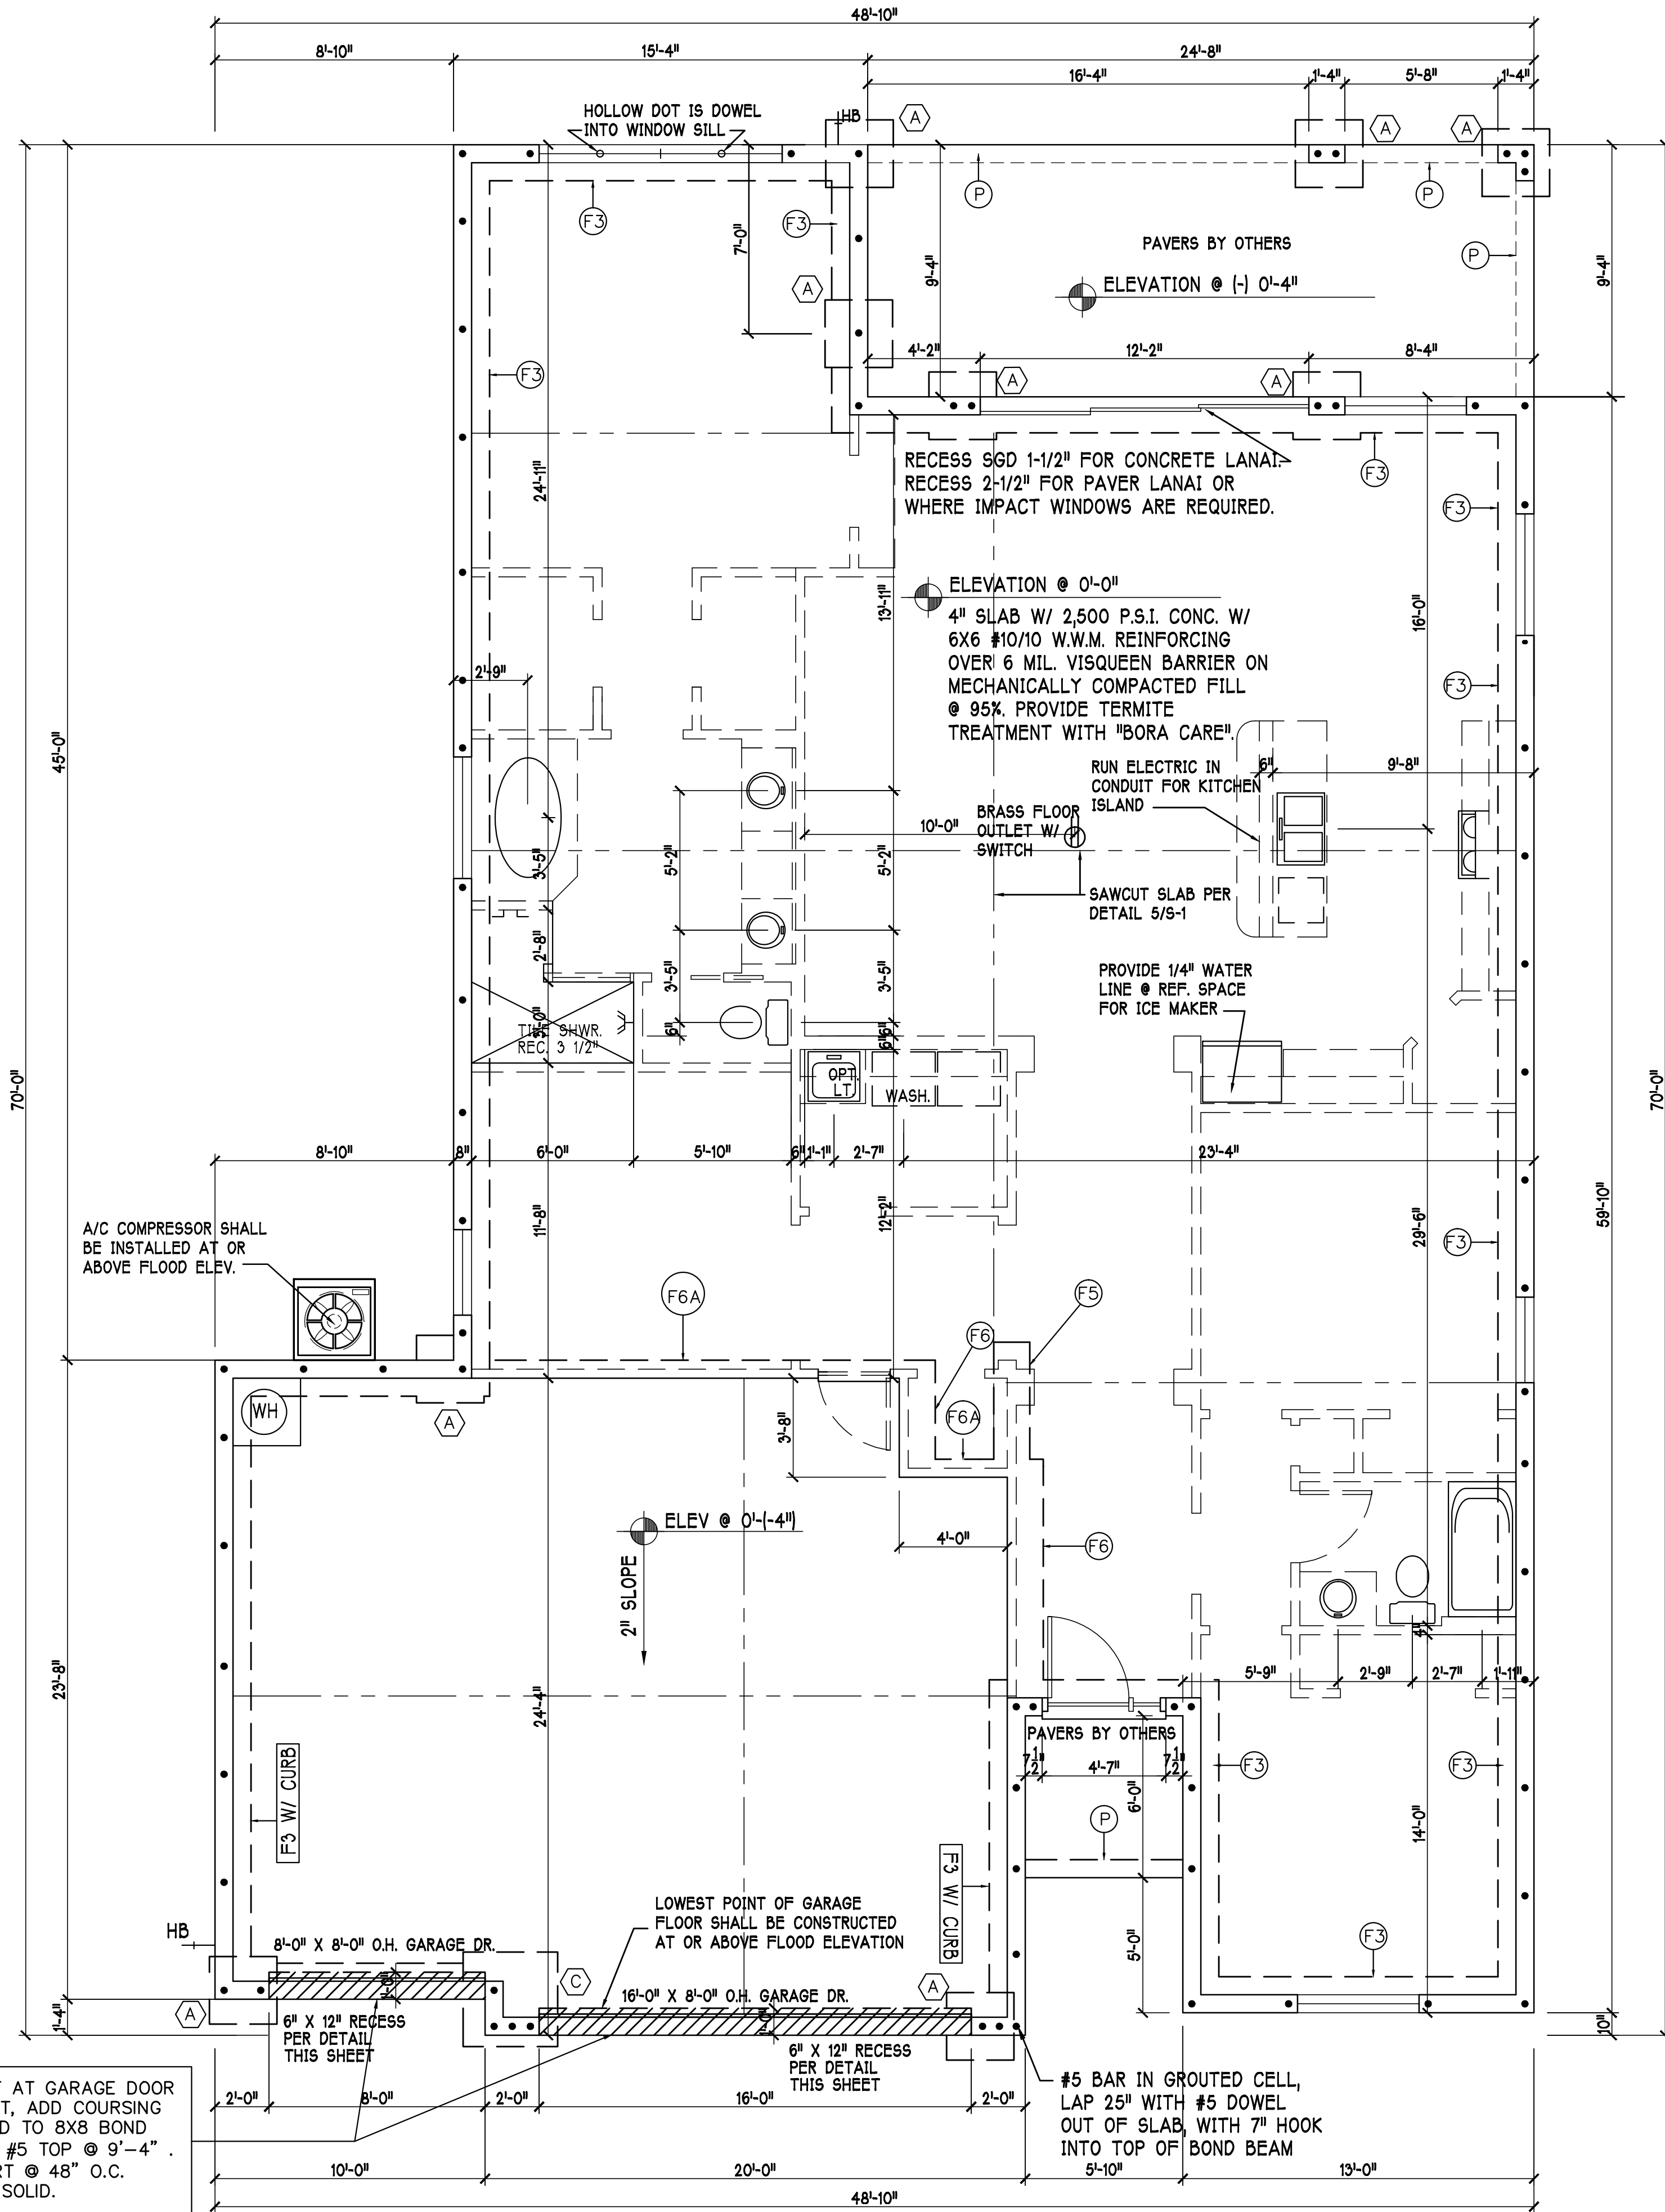 48'-10"
8'-10"
15'-4"
24'-8"
16'-4"
1'-4"
5'-8"
1'-4"
HOLLOW DOT IS DOWEL
INTO WINDOW SILL
HB
A
A
A
F3
F3
P
P
7'-0"
PAVERS BY OTHERS
P
9'-4"
9'-4"
ELEVATION @ (-) 0'-4"
A
4'-2"
12'-2"
8'-4"
F3
A
A
RECESS SGD 1-1/2" FOR CONCRETE LANAI.
RECESS 2-1/2" FOR PAVER LANAI OR
WHERE IMPACT WINDOWS ARE REQUIRED.
F3
F3
24'-11"
ELEVATION @ 0'-0"
13'-11"
16'-0"
4" SLAB W/ 2,500 P.S.I. CONC. W/
6X6 #10/10 W.W.M. REINFORCING
OVER 6 MIL. VISQUEEN BARRIER ON
MECHANICALLY COMPACTED FILL
@ 95%. PROVIDE TERMITE
TREATMENT WITH "BORA CARE".
2'-9"
F3
45'-0"
RUN ELECTRIC IN
CONDUIT FOR KITCHEN
ISLAND
6"
9'-8"
BRASS FLOOR
OUTLET W/
SWITCH
10'-0"
3'-5"
5'-2"
5'-2"
SAWCUT SLAB PER
DETAIL 5/S-1
2'-8"
3'-5"
3'-5"
PROVIDE 1/4" WATER
LINE @ REF. SPACE
FOR ICE MAKER
TILE SHWR.
REC. 3 1/2"
6"
6"
6"
OPT.
LT.
WASH.
70'-0"
70'-0"
8'-10"
8"
6'-0"
5'-10"
6"
1'-1"
2'-7"
23'-4"
11'-8"
12'-2"
29'-6"
59'-10"
A/C COMPRESSOR SHALL
BE INSTALLED AT OR
ABOVE FLOOD ELEV.
F3
F6A
F5
F6
WH
A
F6A
3'-8"
ELEV @ 0'-(-4")
4'-0"
F6
2" SLOPE
4"
23'-8"
24'-4"
5'-9"
2'-9"
2'-7"
1'-11"
PAVERS BY OTHERS
7 1/2"
4'-7"
7 1/2"
F3
F3
F3 W/ CURB
6'-0"
P
14'-0"
F3 W/ CURB
LOWEST POINT OF GARAGE
FLOOR SHALL BE CONSTRUCTED
AT OR ABOVE FLOOD ELEVATION
HB
8'-0" X 8'-0" O.H. GARAGE DR.
5'-0"
F3
1'-0"
C
A
16'-0" X 8'-0" O.H. GARAGE DR.
A
1'-4"
6" X 12" RECESS
PER DETAIL
THIS SHEET
1'-0"
10"
6" X 12" RECESS
PER DETAIL
THIS SHEET
AT GARAGE DOOR
T, ADD COURSING
D TO 8X8 BOND
#5 TOP @ 9'-4" .
RT @ 48" O.C.
SOLID.
2'-0"
8'-0"
2'-0"
16'-0"
2'-0"
#5 BAR IN GROUTED CELL,
LAP 25" WITH #5 DOWEL
OUT OF SLAB, WITH 7" HOOK
INTO TOP OF BOND BEAM
10'-0"
20'-0"
5'-10"
13'-0"
48'-10"